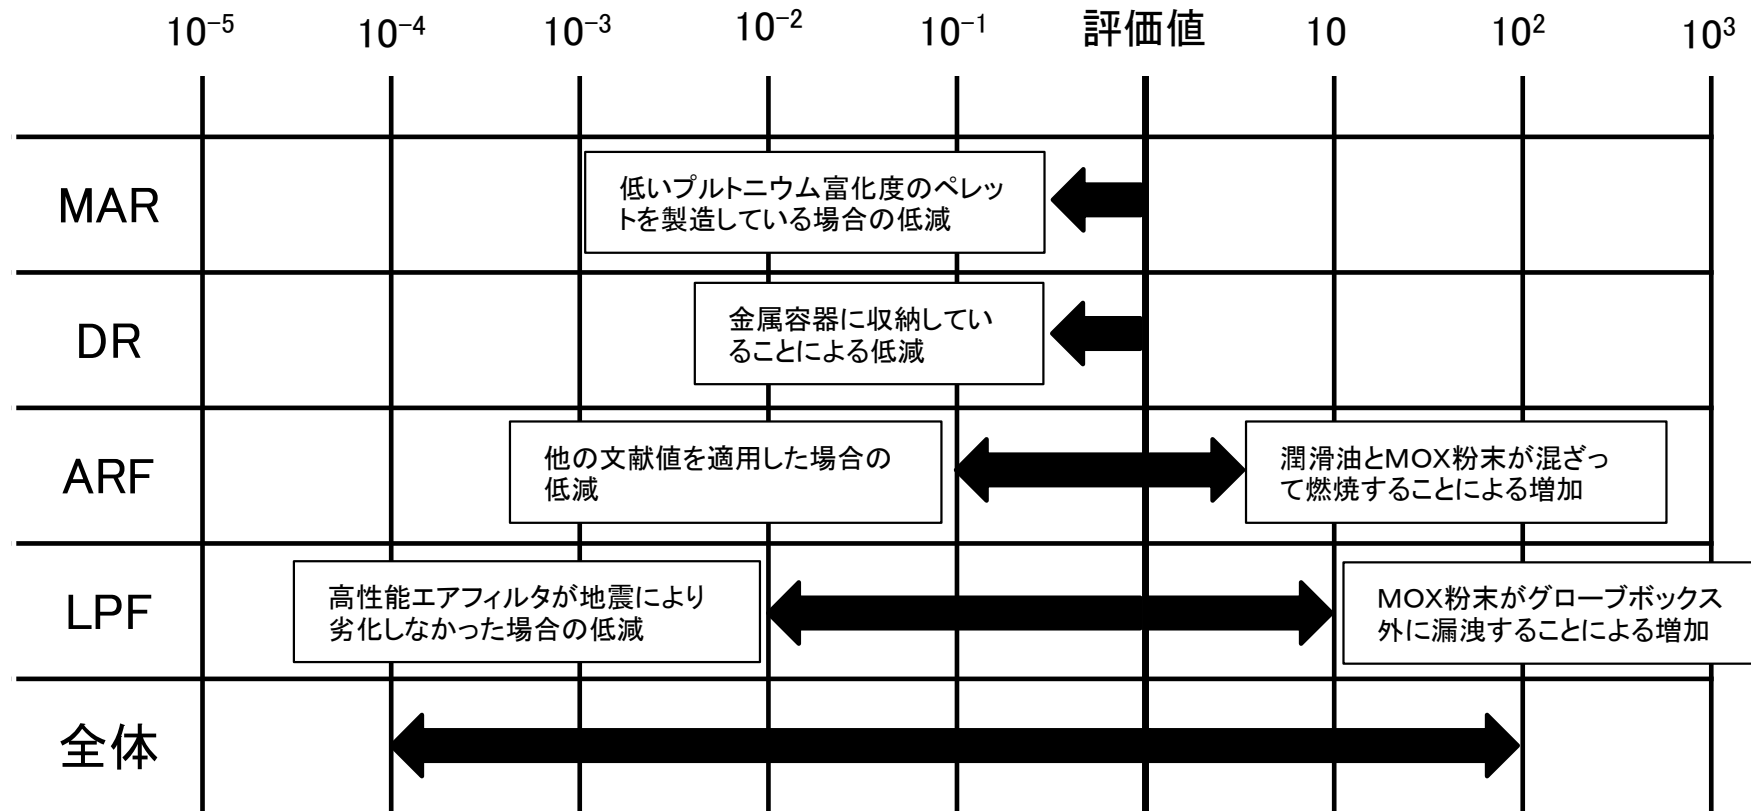 10⁻⁵ 10⁻⁴ 10⁻³ 10⁻² 10⁻¹ 評価値 10 10² 10³
MAR
低いプルトニウム富化度のペレッ
トを製造している場合の低減
DR
金属容器に収納してい
ることによる低減
ARF
他の文献値を適用した場合の
低減
潤滑油とMOX粉末が混ざっ
て燃焼することによる増加
LPF
高性能エアフィルタが地震により
劣化しなかった場合の低減
MOX粉末がグローブボックス
外に漏洩することによる増加
全体